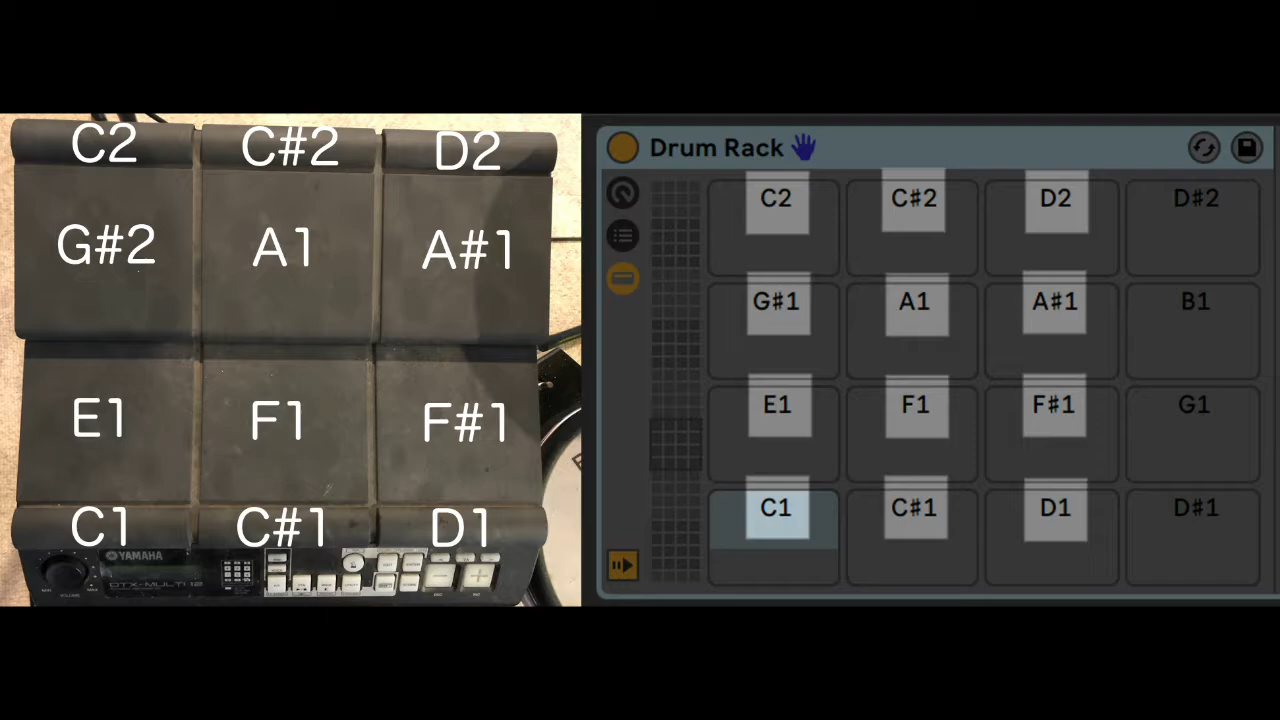 C2 C#2 D2
G#2 A1 A#1
E1 F1 F#1
C1 C#1 D1
YAMAHA
DTX-MULTI 12
Drum Rack
C2 C♯2 D2 D♯2
G♯1 A1 A♯1 B1
E1 F1 F♯1 G1
C1 C♯1 D1 D♯1